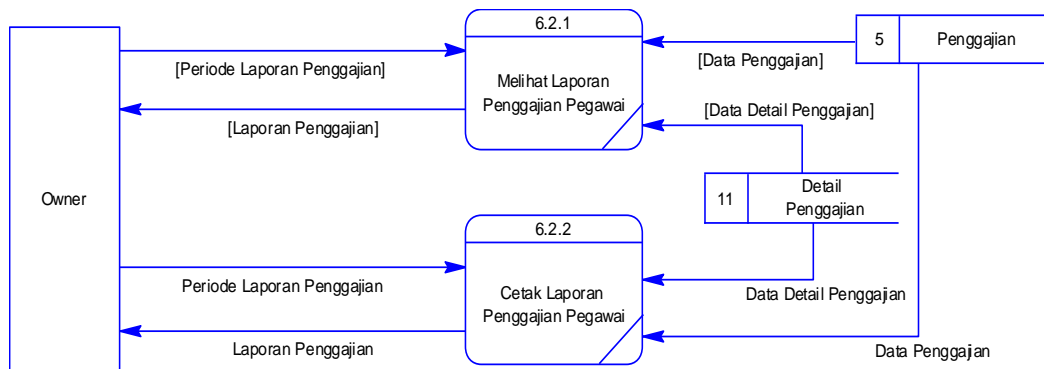 6.2.1
5
Penggajian
[Periode Laporan Penggajian]
[Data Penggajian]
Melihat Laporan
Penggajian Pegawai
[Laporan Penggajian]
[Data Detail Penggajian]
Owner
11
Detail
Penggajian
6.2.2
Periode Laporan Penggajian
Cetak Laporan
Penggajian Pegawai
Data Detail Penggajian
Laporan Penggajian
Data Penggajian